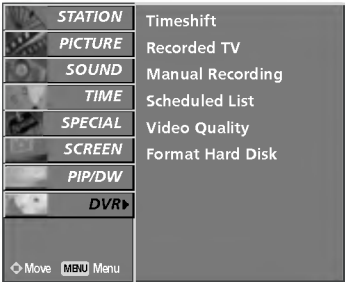 STATION
PICTURE
SOUND
TIME
SPECIAL
SCREEN
PIP/DW
DVR
Timeshift
Recorded TV
Manual Recording
Scheduled List
Video Quality
Format Hard Disk
Move MENU Menu